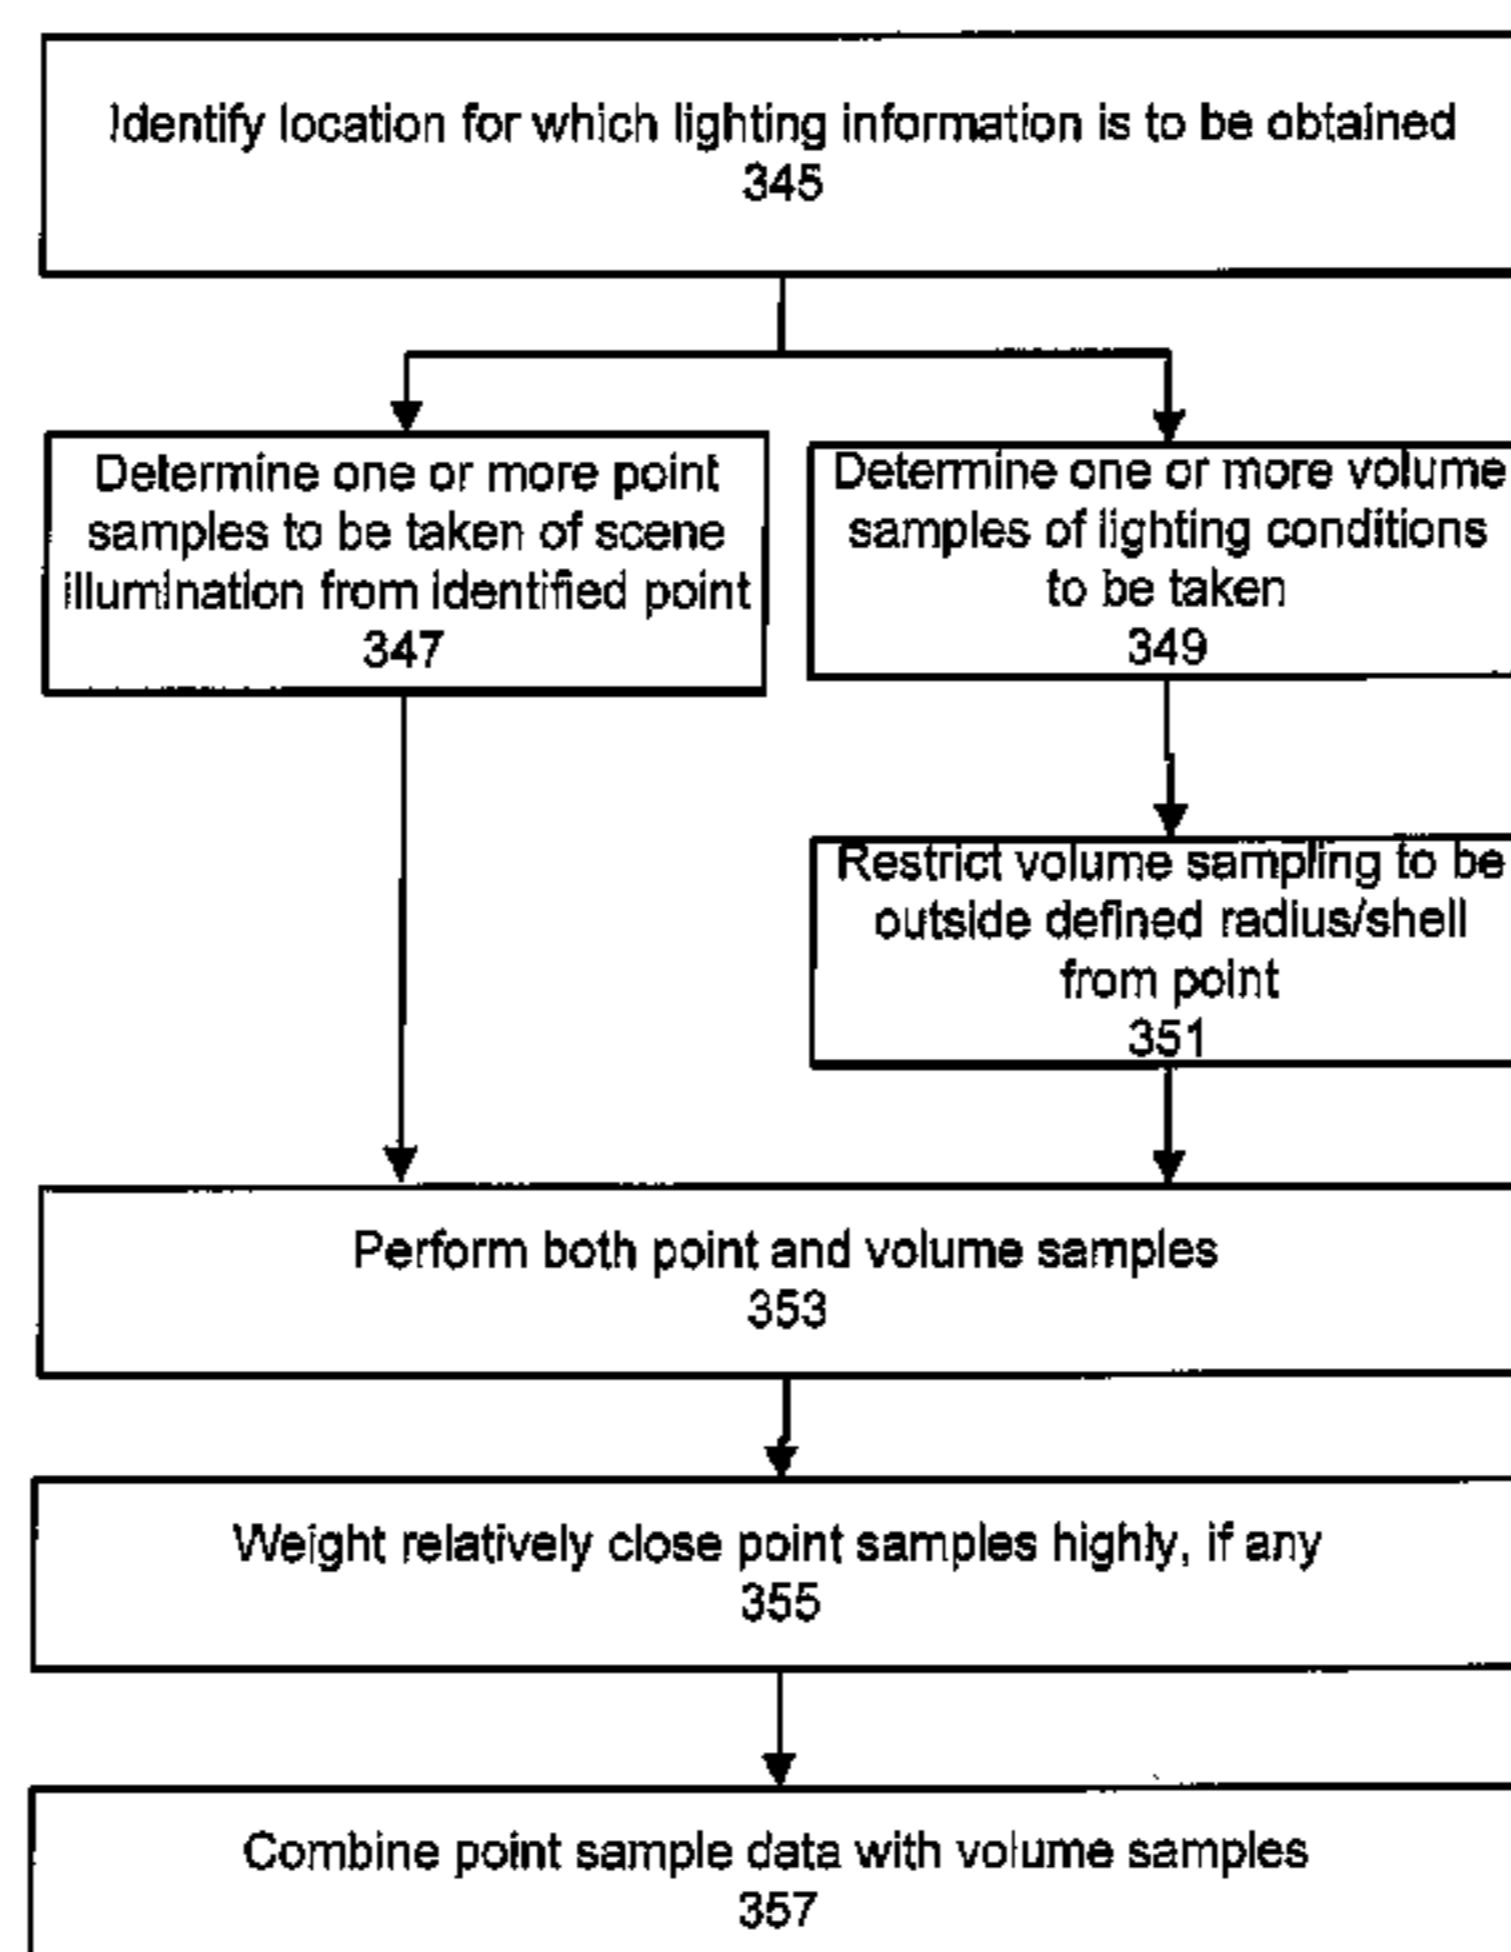 Identify location for which lighting information is to be obtained
345
Determine one or more point
samples to be taken of scene
illumination from identified point
347
Determine one or more volume
samples of lighting conditions
to be taken
349
Restrict volume sampling to be
outside defined radius/shell
from point
351
Perform both point and volume samples
353
Weight relatively close point samples highly, if any
355
Combine point sample data with volume samples
357